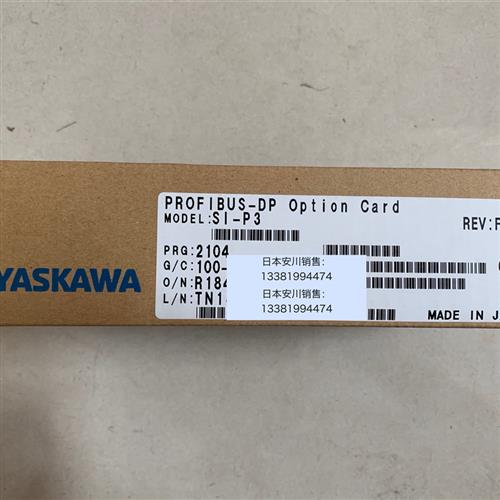 PROFIBUS-DP Option Card
MODEL:SI-P3
REV:F
PRG:2104
G/C:100-
O/N:R184
L/N:TN1
日本安川销售：
13381994474
日本安川销售：
13381994474
YASKAWA
MADE IN J